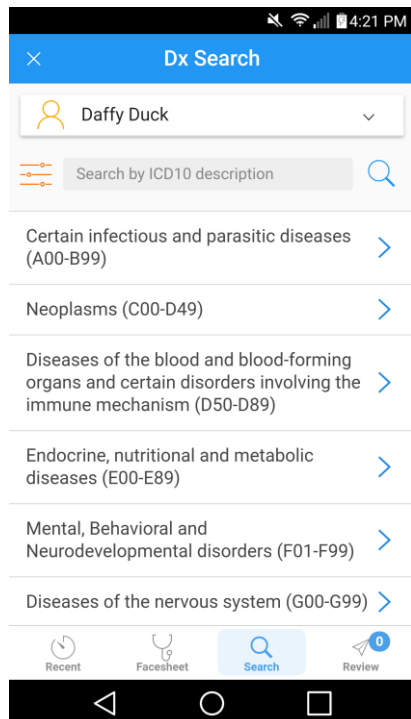 4:21 PM
Dx Search
Daffy Duck
Search by ICD10 description
Certain infectious and parasitic diseases
(A00-B99)
Neoplasms (C00-D49)
Diseases of the blood and blood-forming
organs and certain disorders involving the
immune mechanism (D50-D89)
Endocrine, nutritional and metabolic
diseases (E00-E89)
Mental, Behavioral and
Neurodevelopmental disorders (F01-F99)
Diseases of the nervous system (G00-G99)
0
Recent Facesheet Search Review